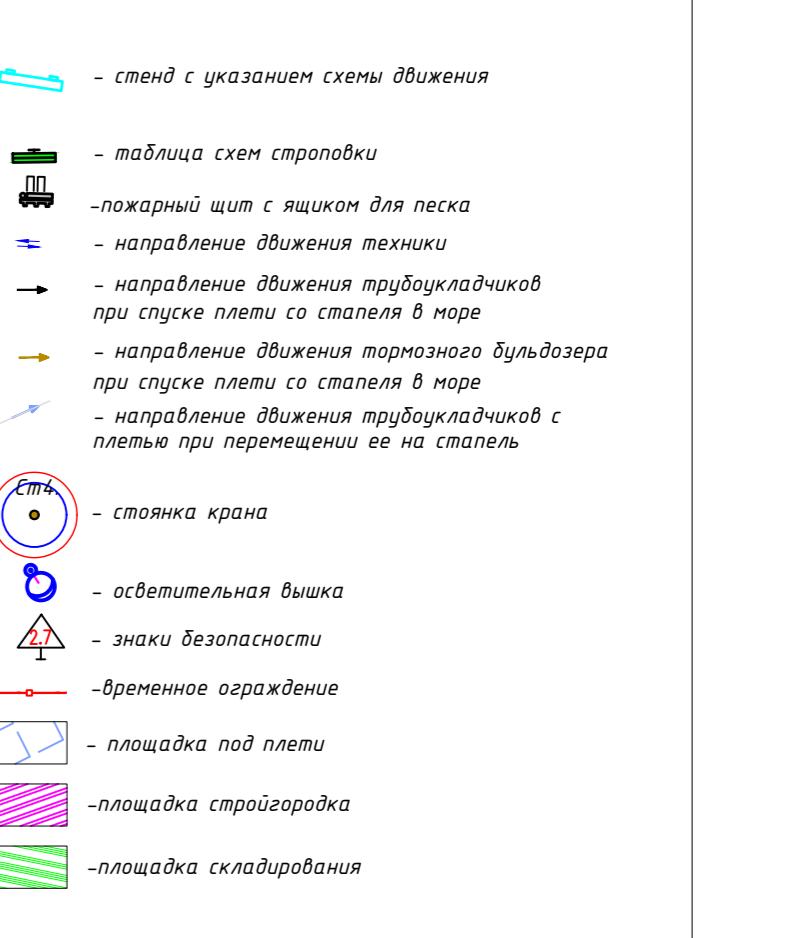 - стенд с указанием схемы движения
- таблица схем строповки
-пожарный щит с ящиком для песка
- направление движения техники
- направление движения трубоукладчиков
при спуске плети со стапеля в море
- направление движения тормозного бульдозера
при спуске плети со стапеля в море
- направление движения трубоукладчиков с
плетью при перемещении ее на стапель
Ст4.
- стоянка крана
- осветительная вышка
2.7
- знаки безопасности
-временное ограждение
- площадка под плети
-площадка стройгородка
-площадка складирования